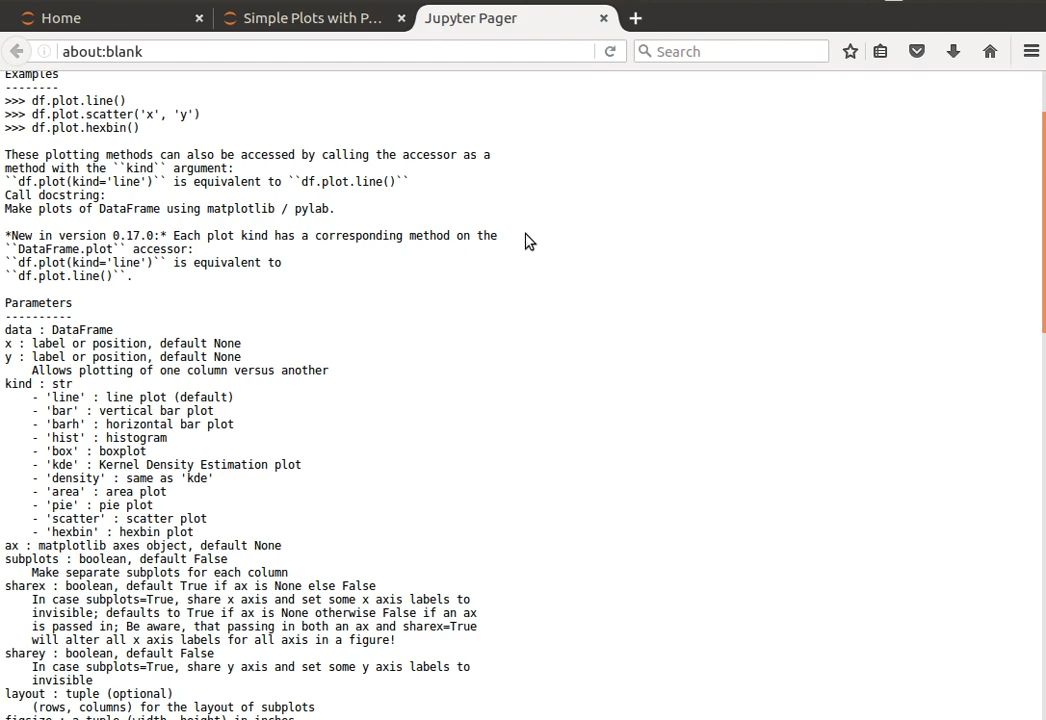 Home
Simple Plots with P...
Jupyter Pager
about:blank
Search
Examples
--------
>>> df.plot.line()
>>> df.plot.scatter('x', 'y')
>>> df.plot.hexbin()
These plotting methods can also be accessed by calling the accessor as a
method with the ``kind`` argument:
``df.plot(kind='line')`` is equivalent to ``df.plot.line()``
Call docstring:
Make plots of DataFrame using matplotlib / pylab.
*New in version 0.17.0:* Each plot kind has a corresponding method on the
``DataFrame.plot`` accessor:
``df.plot(kind='line')`` is equivalent to
``df.plot.line()``.
Parameters
----------
data : DataFrame
x : label or position, default None
y : label or position, default None
Allows plotting of one column versus another
kind : str
- 'line' : line plot (default)
- 'bar' : vertical bar plot
- 'barh' : horizontal bar plot
- 'hist' : histogram
- 'box' : boxplot
- 'kde' : Kernel Density Estimation plot
- 'density' : same as 'kde'
- 'area' : area plot
- 'pie' : pie plot
- 'scatter' : scatter plot
- 'hexbin' : hexbin plot
ax : matplotlib axes object, default None
subplots : boolean, default False
Make separate subplots for each column
sharex : boolean, default True if ax is None else False
In case subplots=True, share x axis and set some x axis labels to
invisible; defaults to True if ax is None otherwise False if an ax
is passed in; Be aware, that passing in both an ax and sharex=True
will alter all x axis labels for all axis in a figure!
sharey : boolean, default False
In case subplots=True, share y axis and set some y axis labels to
invisible
layout : tuple (optional)
(rows, columns) for the layout of subplots
figsize : a tuple (width, height) in inches